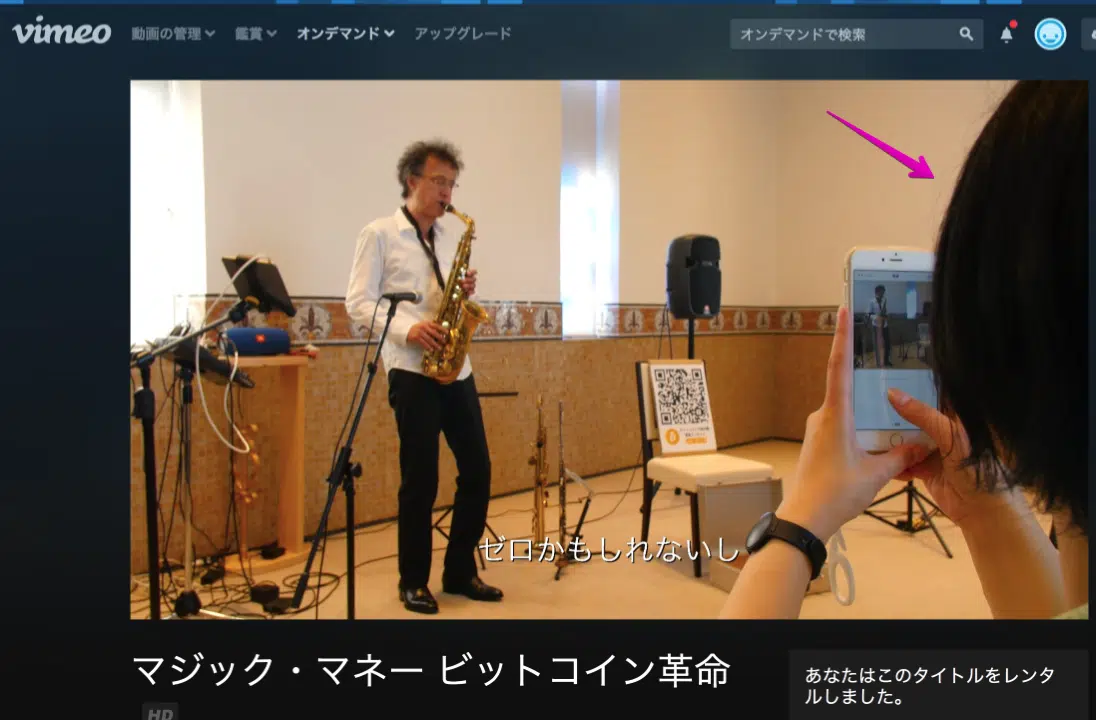 vimeo 動画の管理 鑑賞 オンデマンド アップグレード オンデマンドで検索
ゼロかもしれないし
マジック・マネー ビットコイン革命
あなたはこのタイトルをレンタ
ルしました。
HD